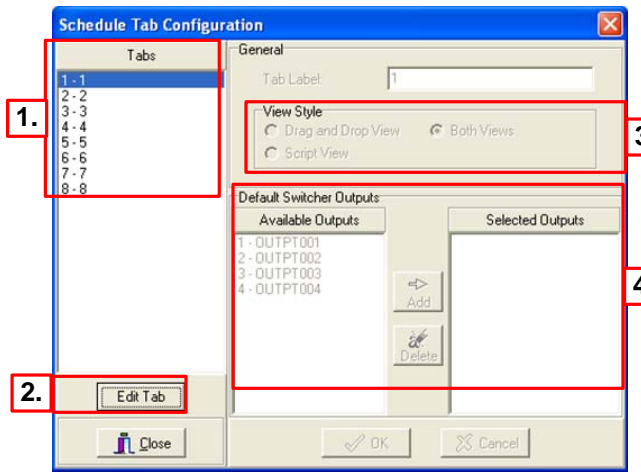 Schedule Tab Configuration
Tabs
1 - 1
2 - 2
3 - 3
4 - 4
5 - 5
6 - 6
7 - 7
8 - 8
1.
Edit Tab
2.
Close
General
Tab Label: 1
View Style
Drag and Drop View Both Views
Script View
3
Default Switcher Outputs
Available Outputs Selected Outputs
1 - OUTPT001
2 - OUTPT002
3 - OUTPT003
4 - OUTPT004
Add
Delete
4
OK Cancel